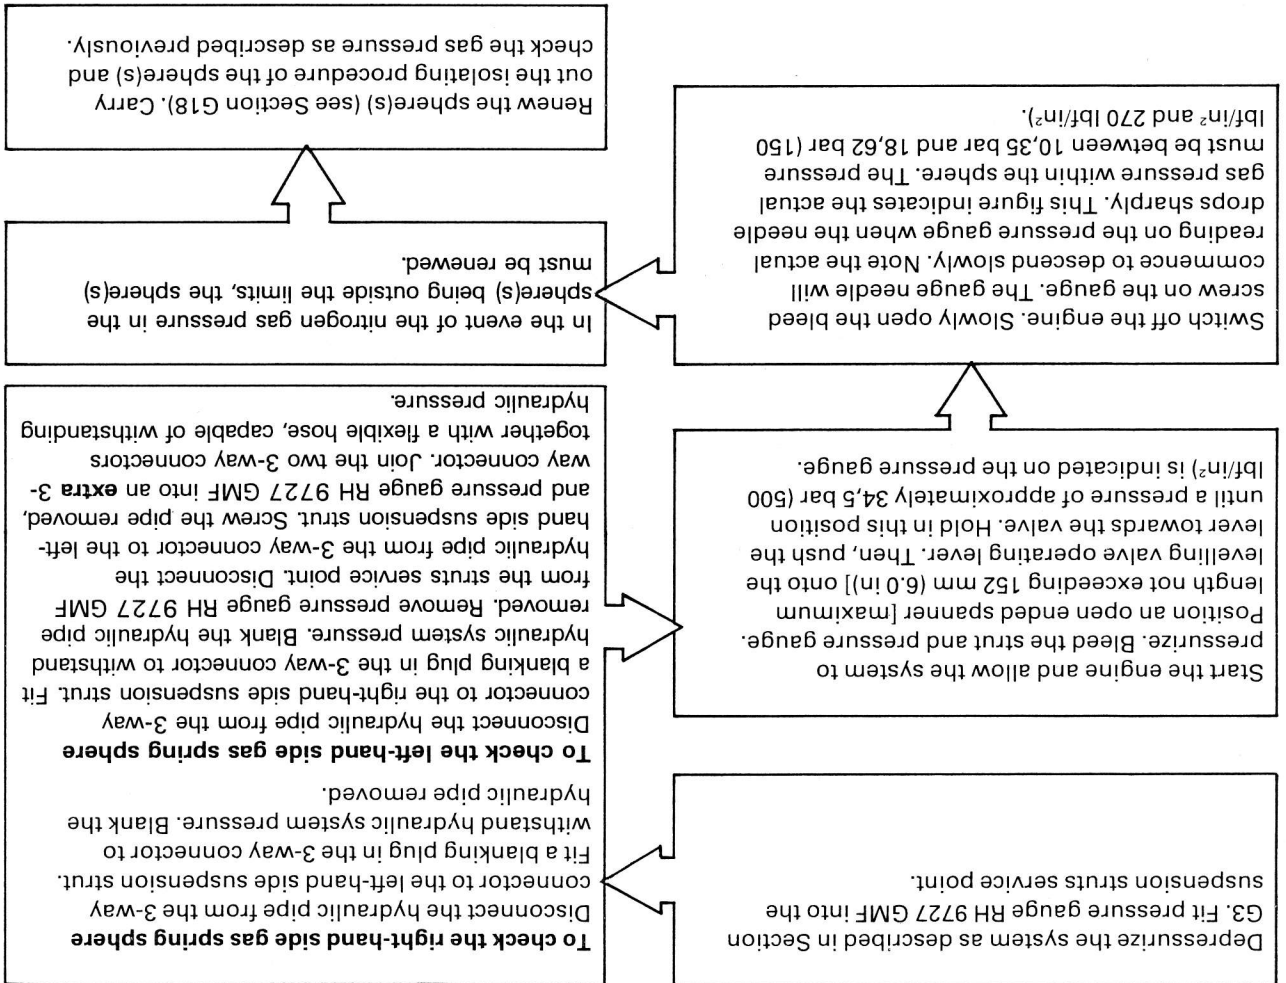 Depressurize the system as described in Section
G3. Fit pressure gauge RH 9727 GMF into the
suspension struts service point.
To check the right-hand side gas spring sphere
Disconnect the hydraulic pipe from the 3-way
connector to the left-hand side suspension strut.
Fit a blanking plug in the 3-way connector to
withstand hydraulic system pressure. Blank the
hydraulic pipe removed.
To check the left-hand side gas spring sphere
Disconnect the hydraulic pipe from the 3-way
connector to the right-hand side suspension strut. Fit
a blanking plug in the 3-way connector to withstand
hydraulic system pressure. Blank the hydraulic pipe
removed. Remove pressure gauge RH 9727 GMF
from the struts service point. Disconnect the
hydraulic pipe from the 3-way connector to the left-
hand side suspension strut. Screw the pipe removed,
and pressure gauge RH 9727 GMF into an extra 3-
way connector. Join the two 3-way connectors
together with a flexible hose, capable of withstanding
hydraulic pressure.
Start the engine and allow the system to
pressurize. Bleed the strut and pressure gauge.
Position an open ended spanner [maximum
length not exceeding 152 mm (6.0 in)] onto the
levelling valve operating lever. Then, push the
lever towards the valve. Hold in this position
until a pressure of approximately 34,5 bar (500
lbf/in²) is indicated on the pressure gauge.
Switch off the engine. Slowly open the bleed
screw on the gauge. The gauge needle will
commence to descend slowly. Note the actual
reading on the pressure gauge when the needle
drops sharply. This figure indicates the actual
gas pressure within the sphere. The pressure
must be between 10,35 bar and 18,62 bar (150
lbf/in² and 270 lbf/in²).
In the event of the nitrogen gas pressure in the
sphere(s) being outside the limits, the sphere(s)
must be renewed.
Renew the sphere(s) (see Section G18). Carry
out the isolating procedure of the sphere(s) and
check the gas pressure as described previously.